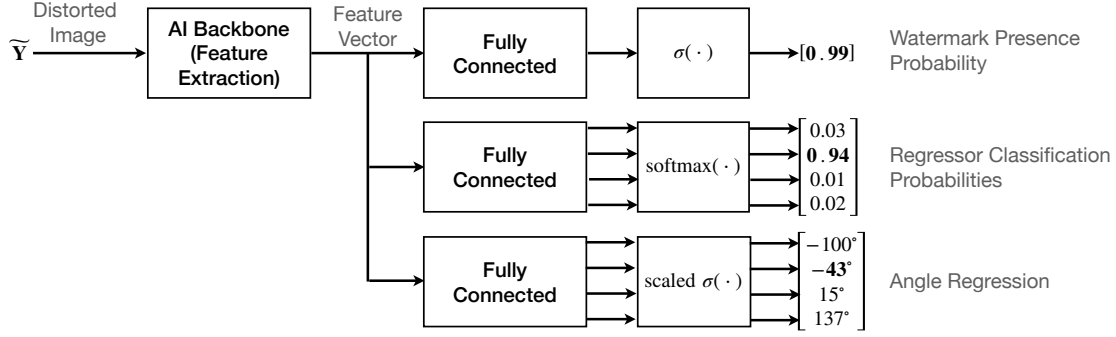 Distorted
Image
Ỹ
AI Backbone
(Feature
Extraction)
Feature
Vector
Fully
Connected
σ( · )
[0 . 99]
Watermark Presence
Probability
Fully
Connected
softmax( · )
0.03
0 . 94
0.01
0.02
Regressor Classification
Probabilities
Fully
Connected
scaled σ( · )
−100°
−43°
15°
137°
Angle Regression